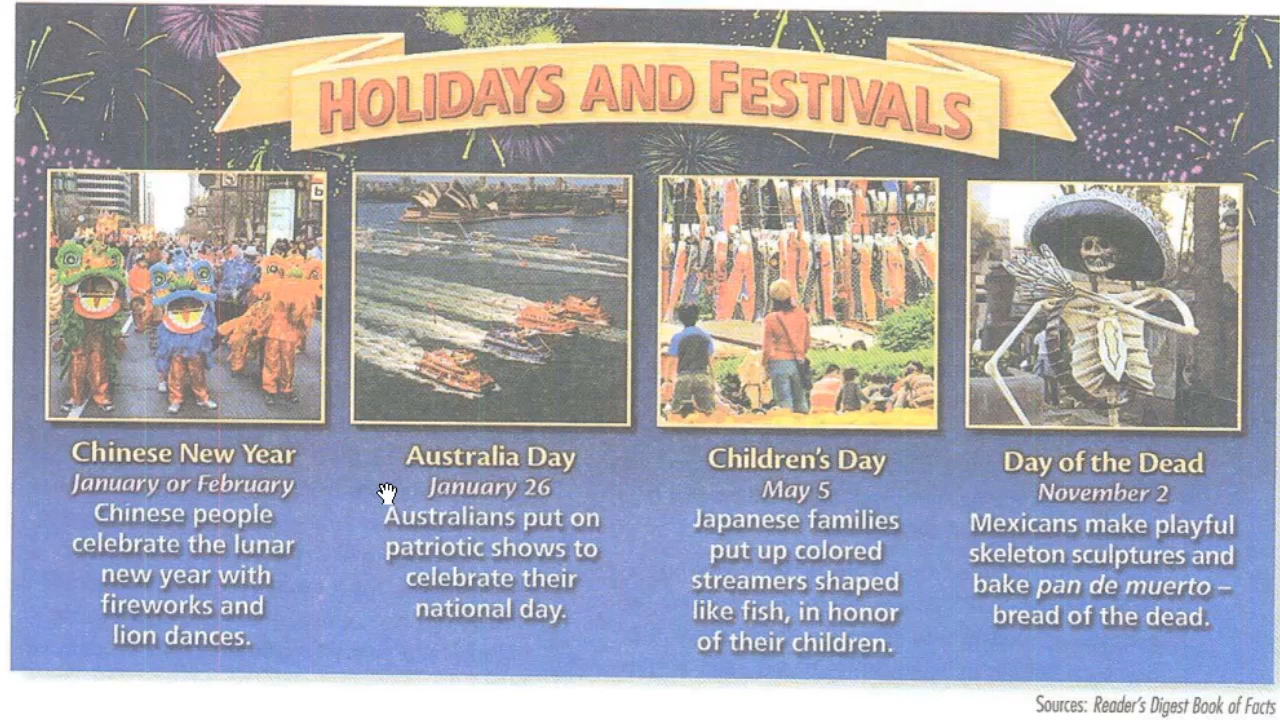 HOLIDAYS AND FESTIVALS
Chinese New Year
January or February
Chinese people
celebrate the lunar
new year with
fireworks and
lion dances.
Australia Day
January 26
Australians put on
patriotic shows to
celebrate their
national day.
Children's Day
May 5
Japanese families
put up colored
streamers shaped
like fish, in honor
of their children.
Day of the Dead
November 2
Mexicans make playful
skeleton sculptures and
bake pan de muerto –
bread of the dead.
Sources: Reader's Digest Book of Facts